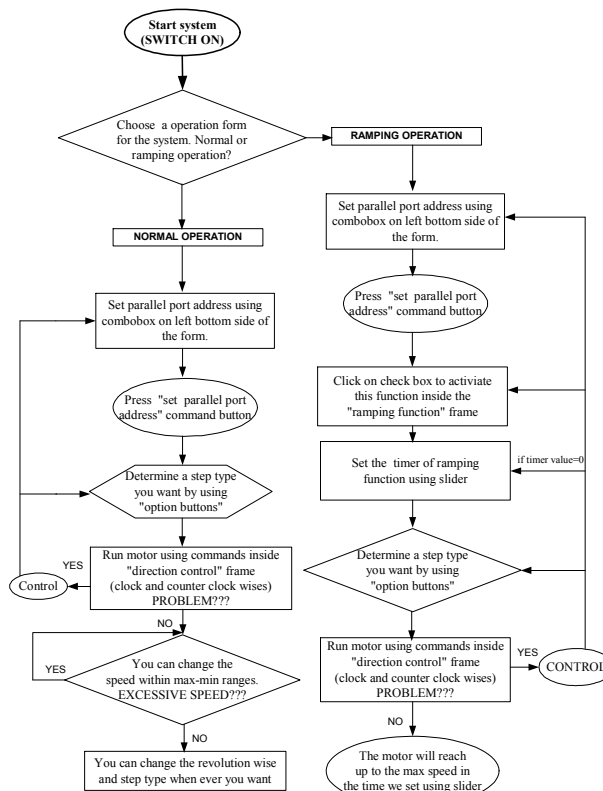 Start system
(SWITCH ON)
Choose a operation form
for the system. Normal or
ramping operation?
RAMPING OPERATION
NORMAL OPERATION
Set parallel port address using
combobox on left bottom side of
the form.
Press "set parallel port
address" command button
Determine a step type
you want by using
"option buttons"
Run motor using commands inside
"direction control" frame
(clock and counter clock wises)
PROBLEM???
YES
Control
NO
You can change the
speed within max-min ranges.
EXCESSIVE SPEED???
YES
NO
You can change the revolution wise
and step type when ever you want
Set parallel port address using
combobox on left bottom side of
the form.
Press "set parallel port
address" command button
Click on check box to activiate
this function inside the
"ramping function" frame
Set the timer of ramping
function using slider
if timer value=0
Determine a step type
you want by using
"option buttons"
Run motor using commands inside
"direction control" frame
(clock and counter clock wises)
PROBLEM???
YES
CONTROL
NO
The motor will reach
up to the max speed in
the time we set using slider